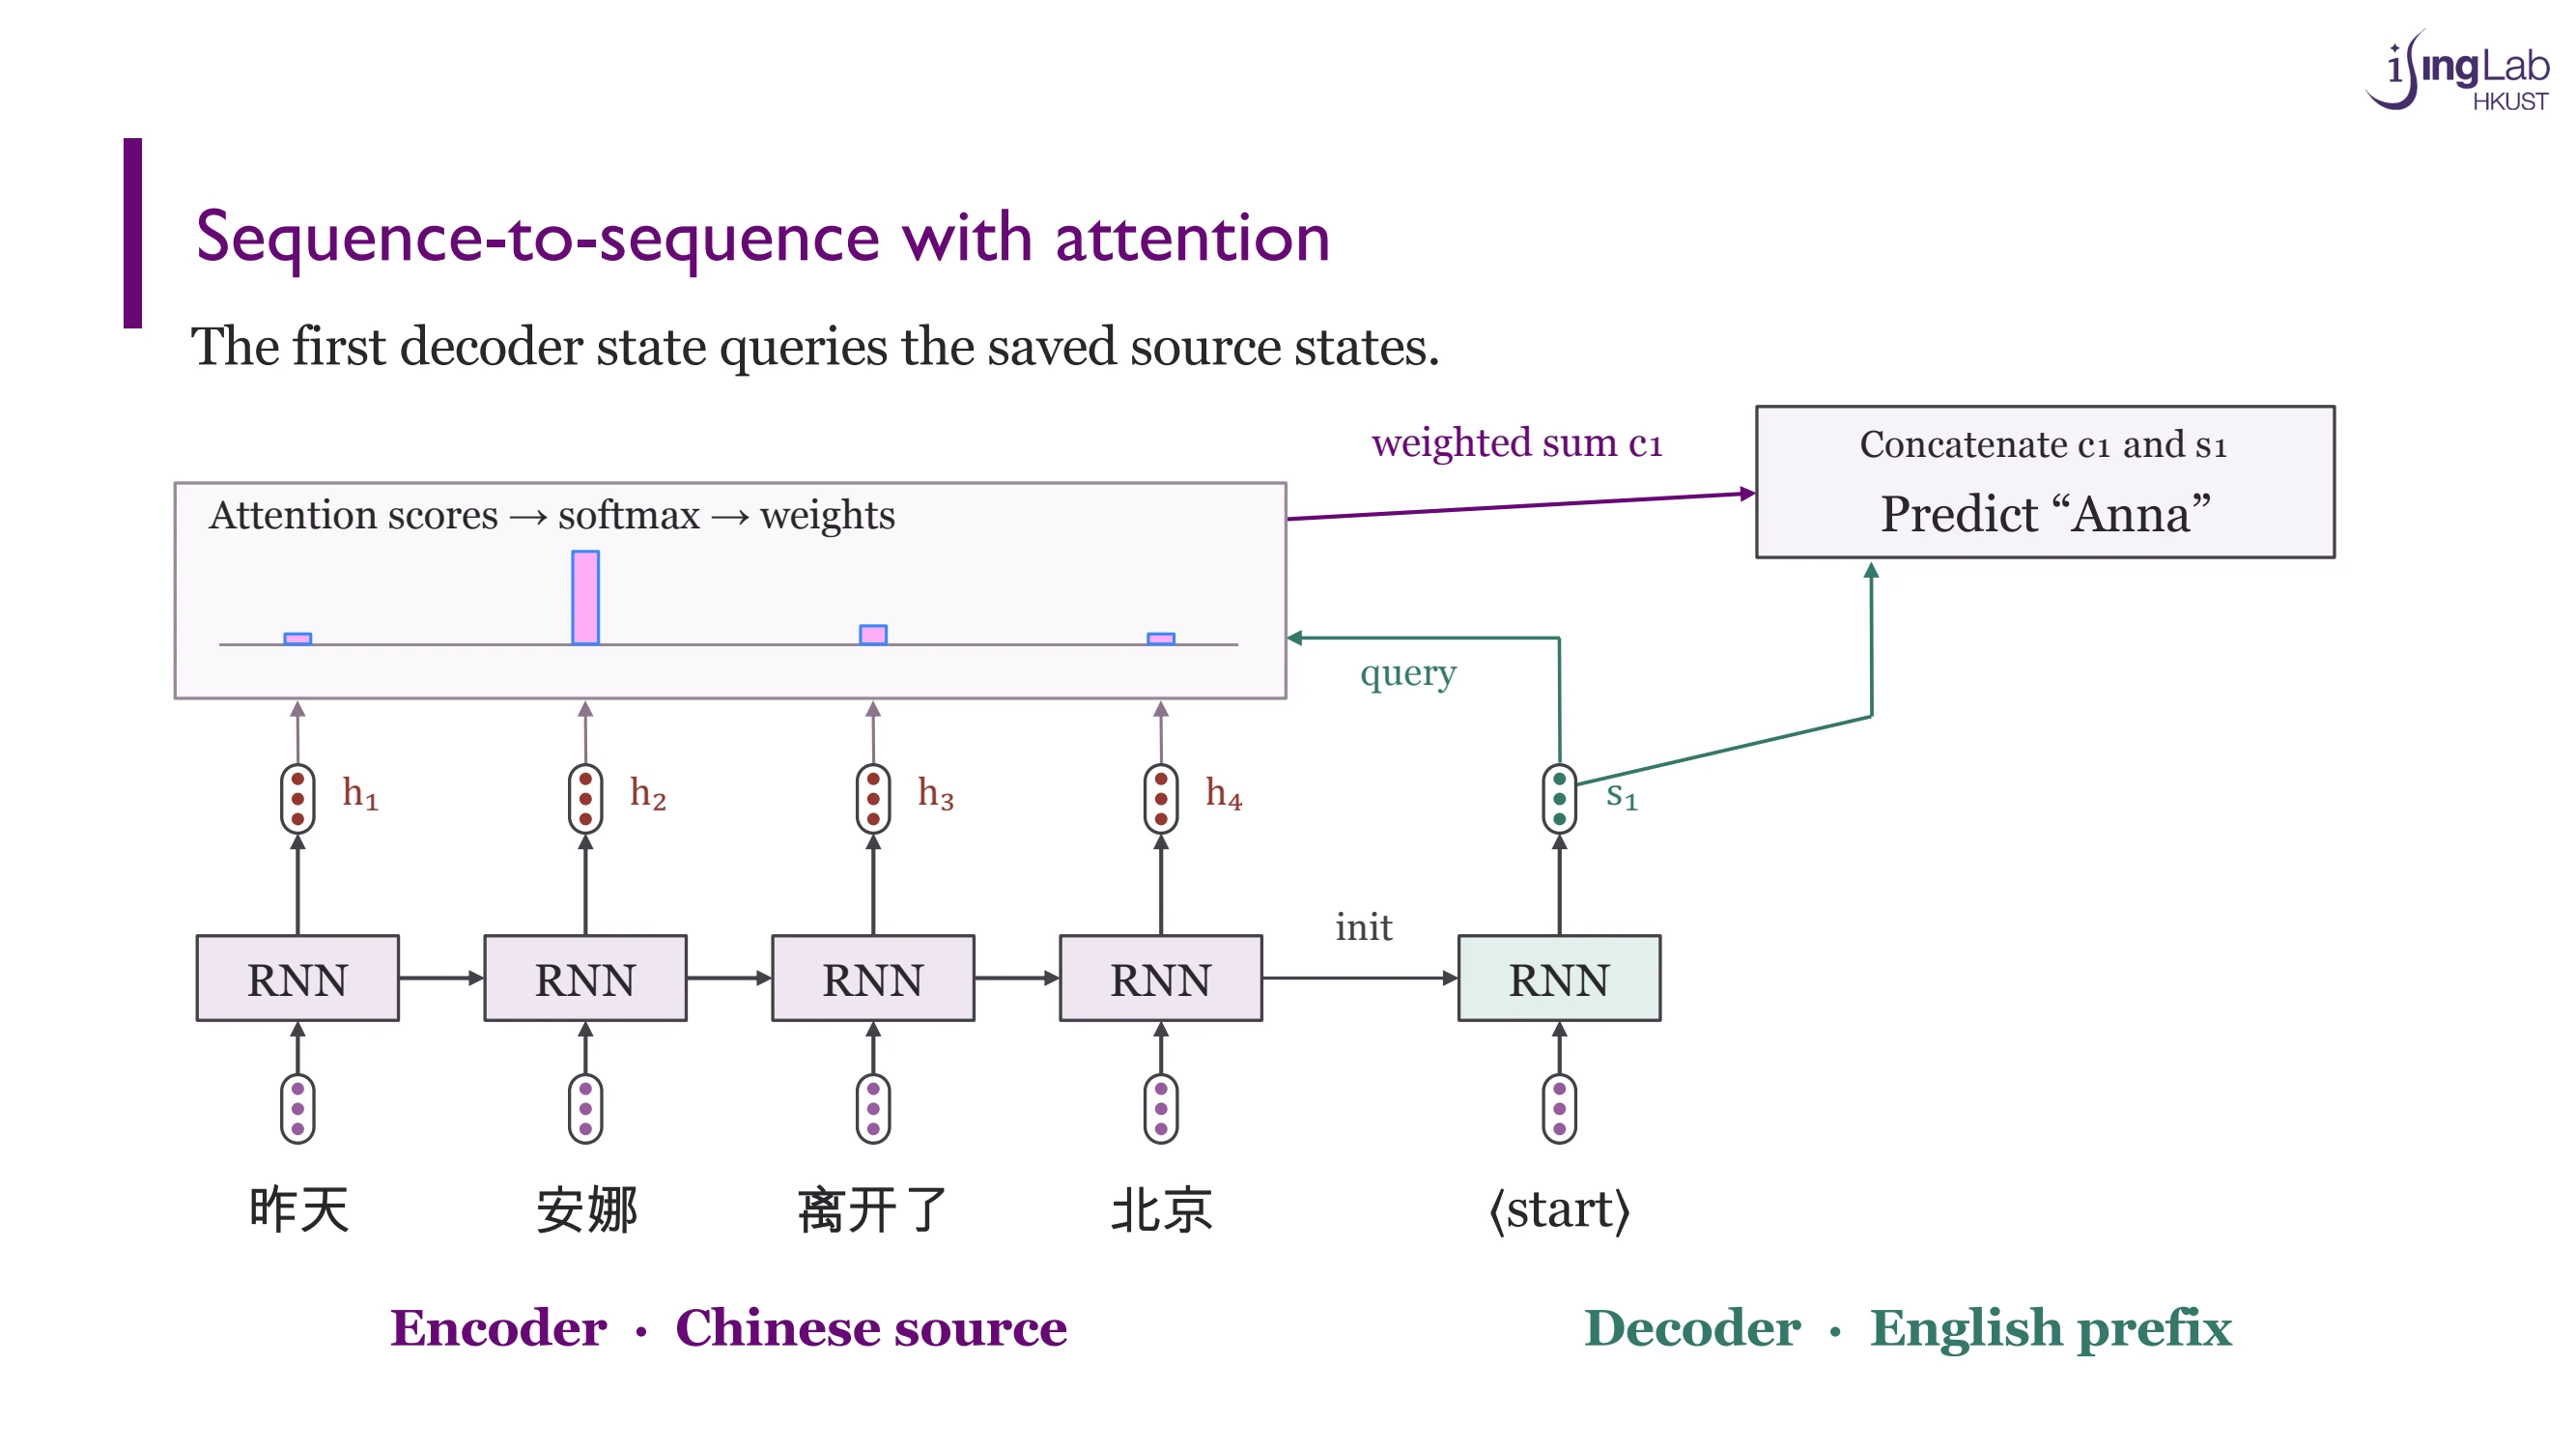 iSingLab
HKUST
Sequence-to-sequence with attention
The first decoder state queries the saved source states.
weighted sum c1
Concatenate c1 and s1
Predict “Anna”
Attention scores → softmax → weights
query
h₁ h₂ h₃ h₄ s₁
init
RNN RNN RNN RNN RNN
昨天 安娜 离开了 北京 ⟨start⟩
Encoder · Chinese source
Decoder · English prefix